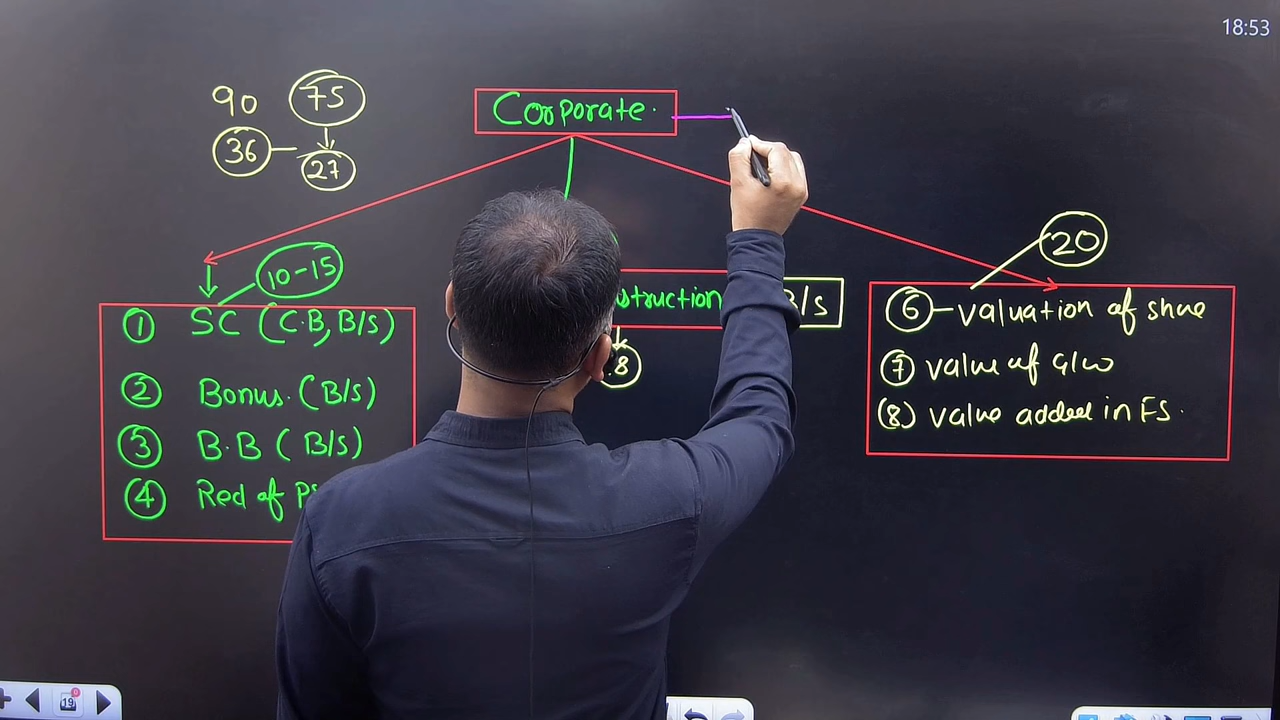 18:53
90 75
36 27
Corporate.
10-15
20
① SC (C.B, B/s)
② Bonus. (B/s)
③ B.B (B/s)
④ Red of
struction B/s
8
⑥ - valuation of share
⑦ value of G/w
(8) value added in FS.
19